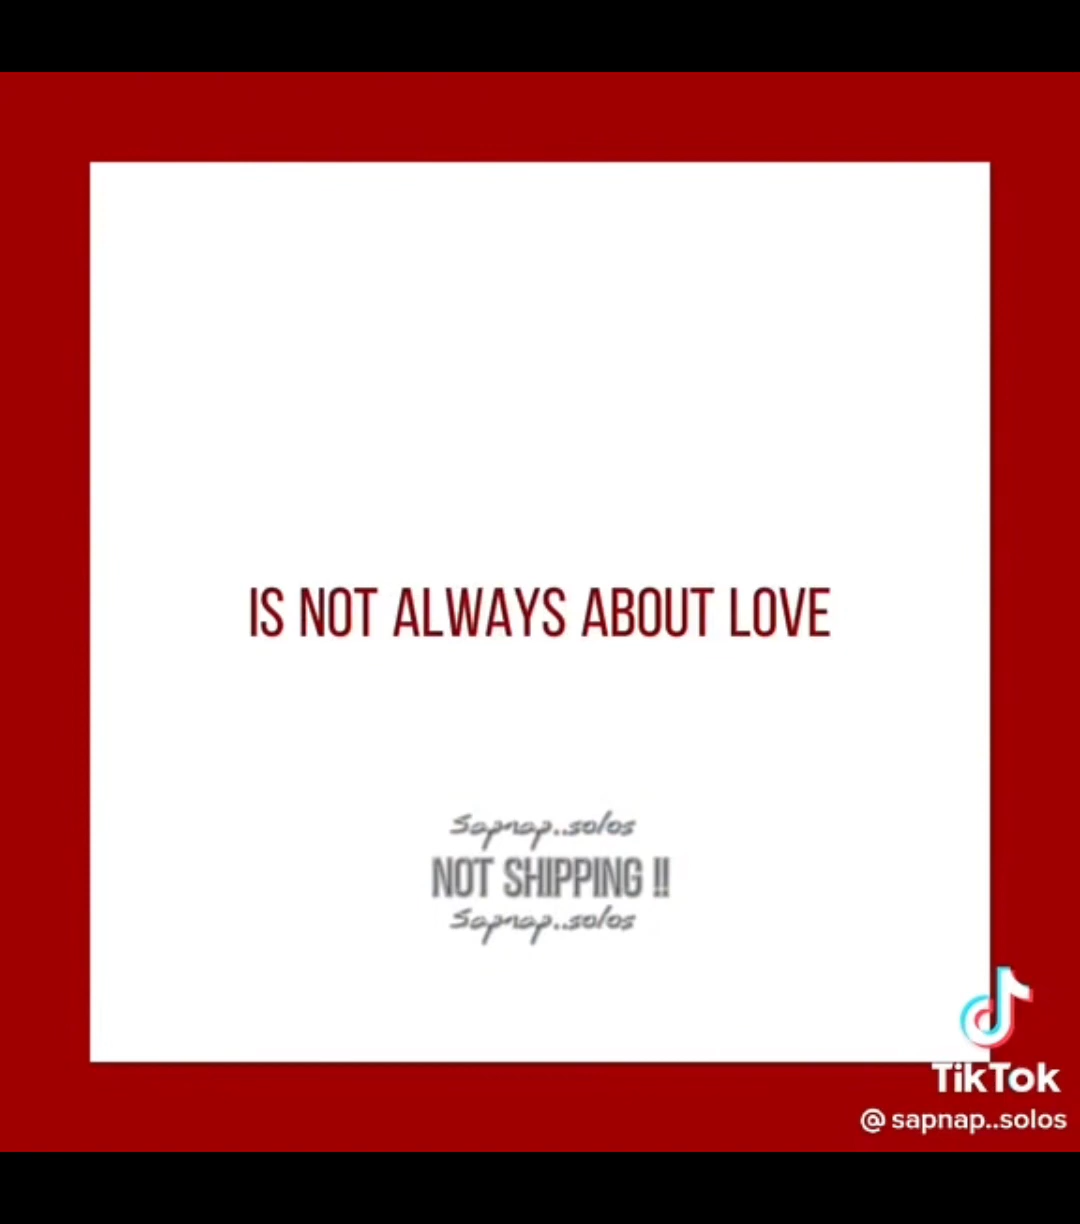 IS NOT ALWAYS ABOUT LOVE
Sapnap..solos
NOT SHIPPING !!
Sapnap..solos
TikTok
@ sapnap..solos